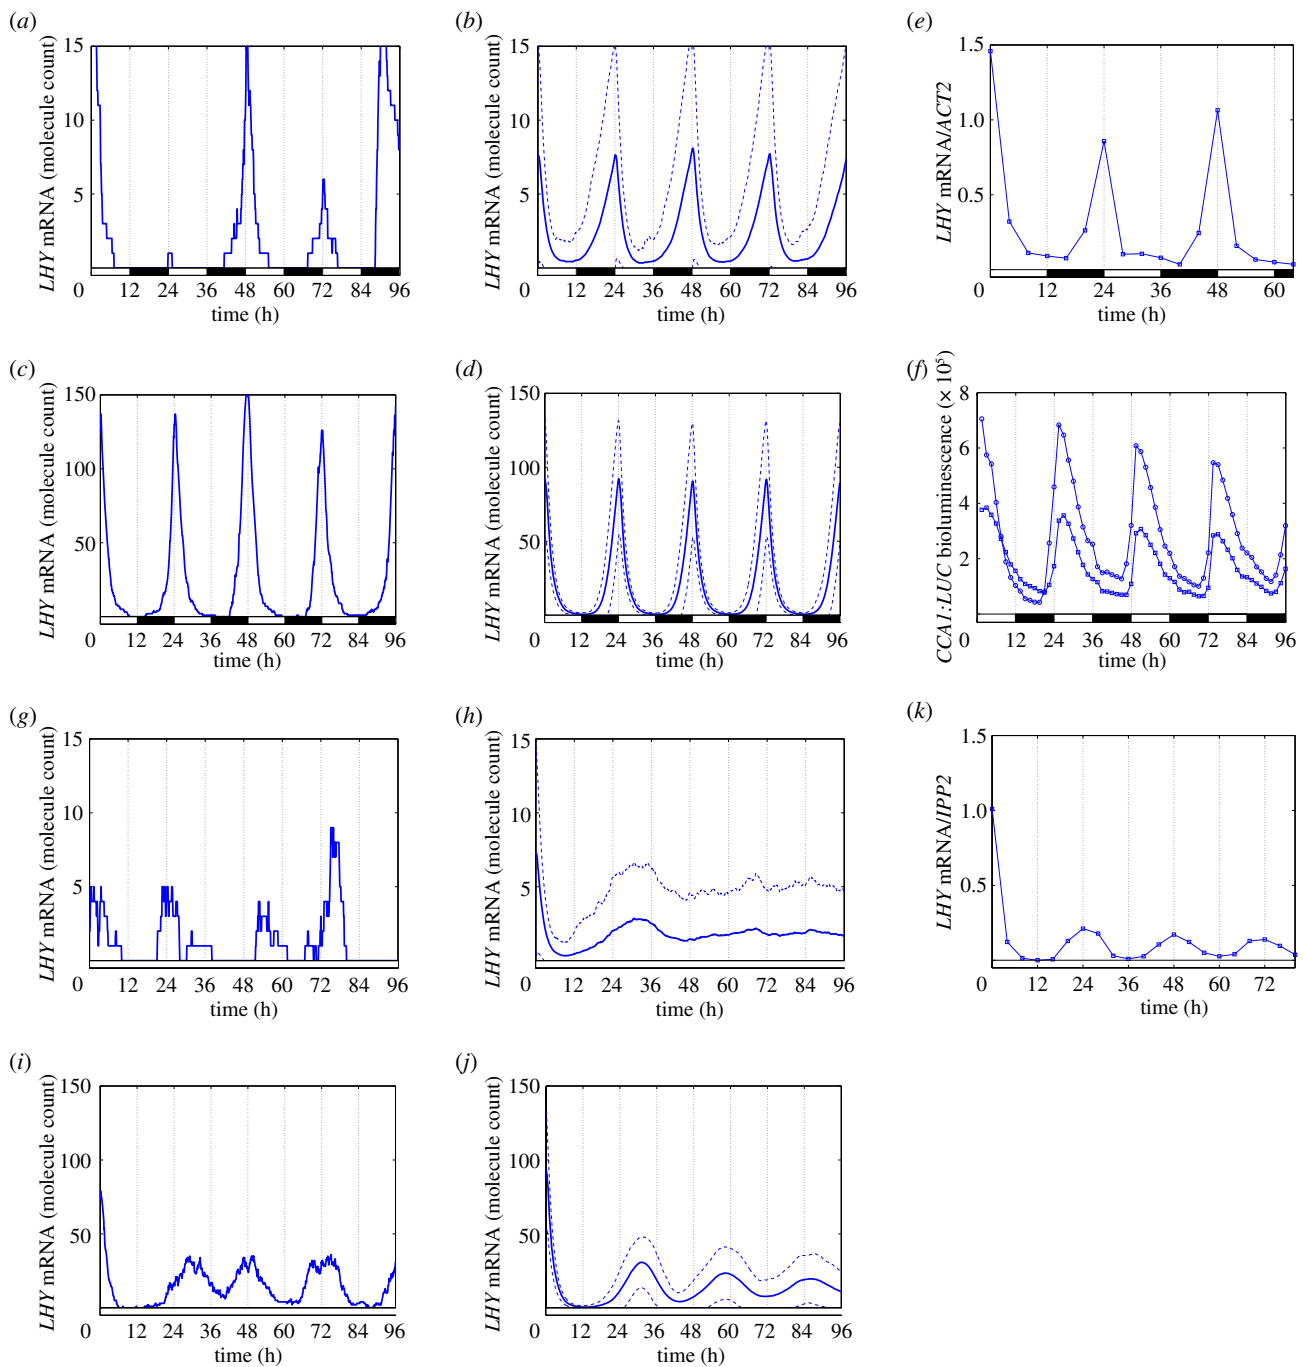 (a)
LHY mRNA (molecule count)
15
10
5
0
0 12 24 36 48 60 72 84 96
time (h)
(b)
LHY mRNA (molecule count)
15
10
5
0
0 12 24 36 48 60 72 84 96
time (h)
(e)
LHY mRNA/ACT2
1.5
1.0
0.5
0 12 24 36 48 60
time (h)
(c)
LHY mRNA (molecule count)
150
100
50
0 12 24 36 48 60 72 84 96
time (h)
(d)
LHY mRNA (molecule count)
150
100
50
0 12 24 36 48 60 72 84 96
time (h)
(f)
CCA1:LUC bioluminescence (× 10⁵)
8
6
4
2
0 12 24 36 48 60 72 84 96
time (h)
(g)
LHY mRNA (molecule count)
15
10
5
0 12 24 36 48 60 72 84 96
time (h)
(h)
LHY mRNA (molecule count)
15
10
5
0 12 24 36 48 60 72 84 96
time (h)
(k)
LHY mRNA/IPP2
1.5
1.0
0.5
0 12 24 36 48 60 72
time (h)
(i)
LHY mRNA (molecule count)
150
100
50
0 12 24 36 48 60 72 84 96
time (h)
(j)
LHY mRNA (molecule count)
150
100
50
0 12 24 36 48 60 72 84 96
time (h)